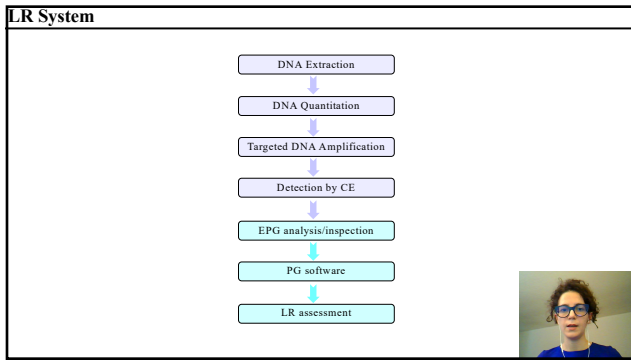 LR System
DNA Extraction
DNA Quantitation
Targeted DNA Amplification
Detection by CE
EPG analysis/inspection
PG software
LR assessment